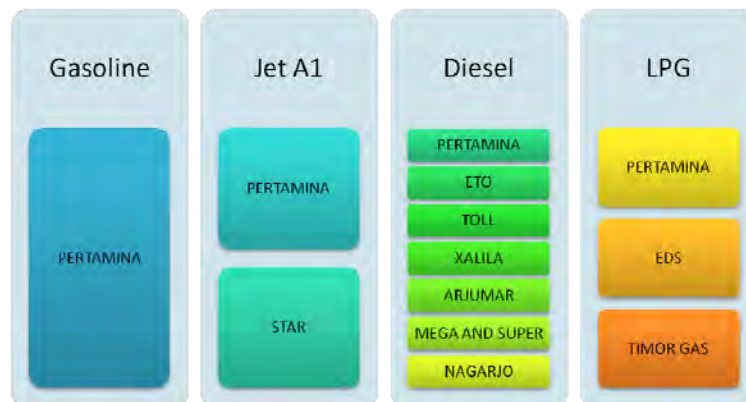 Gasoline
PERTAMINA
Jet A1
PERTAMINA
STAR
Diesel
PERTAMINA
ETO
TOLL
XALILA
ARJUMAR
MEGA AND SUPER
NAGARJO
LPG
PERTAMINA
EDS
TIMOR GAS